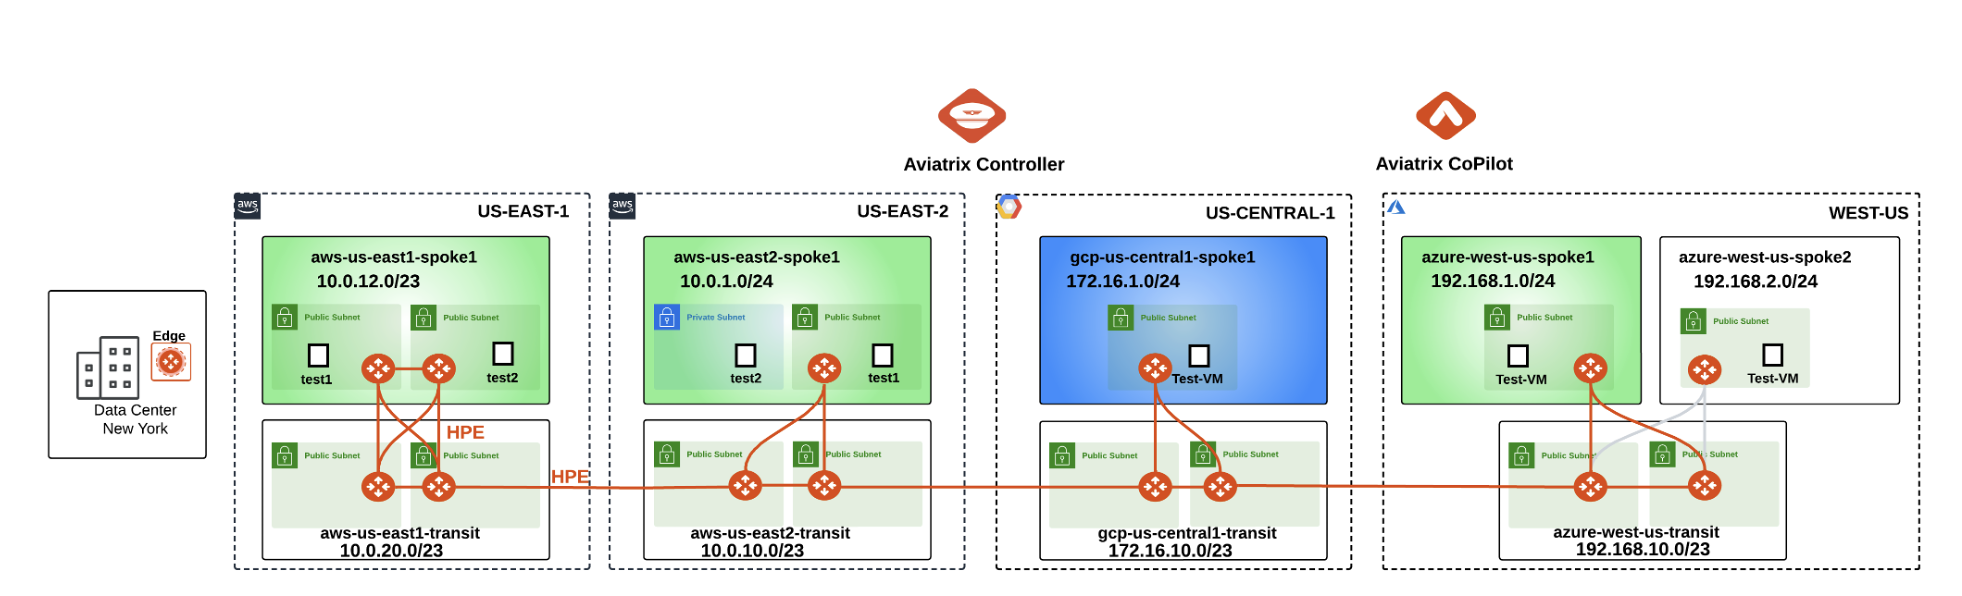 Aviatrix Controller
Aviatrix CoPilot
Edge
Data Center
New York
aws
US-EAST-1
aws-us-east1-spoke1
10.0.12.0/23
Public Subnet
Public Subnet
test1
test2
HPE
Public Subnet
Public Subnet
aws-us-east1-transit
10.0.20.0/23
HPE
aws
US-EAST-2
aws-us-east2-spoke1
10.0.1.0/24
Private Subnet
Public Subnet
test2
test1
Public Subnet
Public Subnet
aws-us-east2-transit
10.0.10.0/23
US-CENTRAL-1
gcp-us-central1-spoke1
172.16.1.0/24
Public Subnet
Test-VM
Public Subnet
Public Subnet
gcp-us-central1-transit
172.16.10.0/23
WEST-US
azure-west-us-spoke1
192.168.1.0/24
Public Subnet
Test-VM
azure-west-us-spoke2
192.168.2.0/24
Public Subnet
Test-VM
Public Subnet
Public Subnet
azure-west-us-transit
192.168.10.0/23